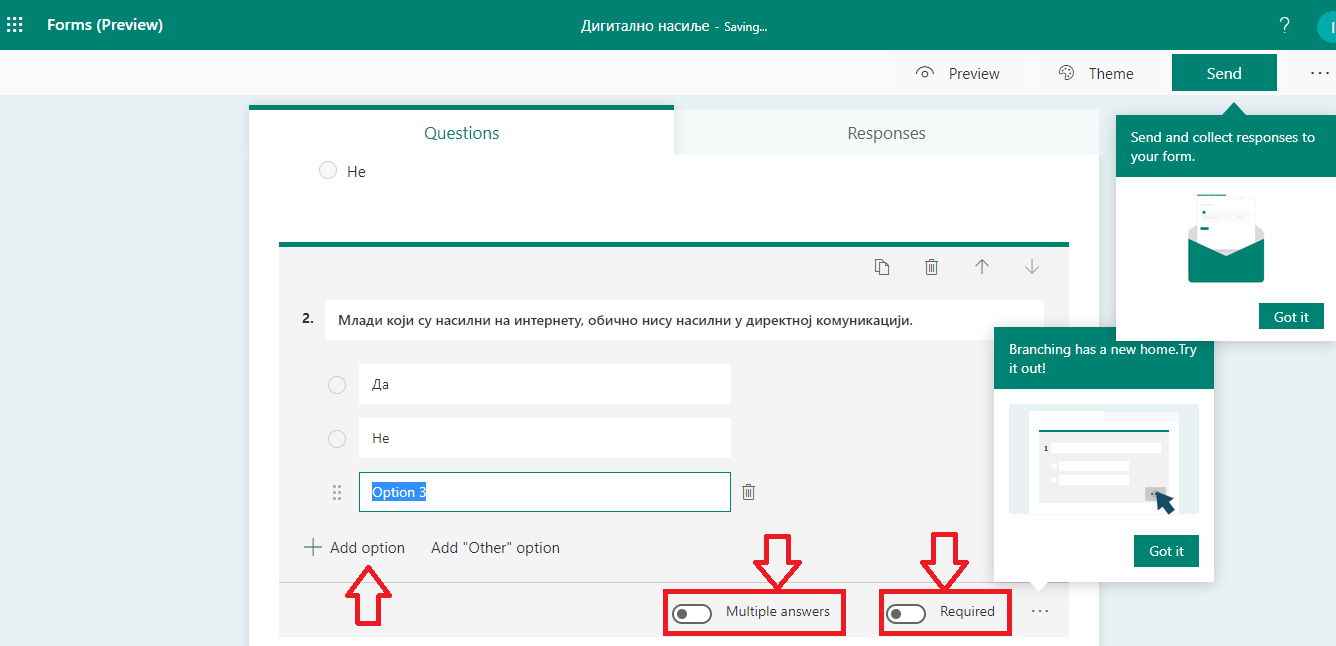 Forms (Preview)
Дигитално насиље - Saving...
?
I
Preview
Theme
Send
...
Questions
Responses
Send and collect responses to
your form.
Не
Got it
2.
Млади који су насилни на интернету, обично нису насилни у директној комуникацији.
Branching has a new home.Try
it out!
Да
Не
1
Option 3
Add option
Add "Other" option
Got it
Multiple answers
Required
...